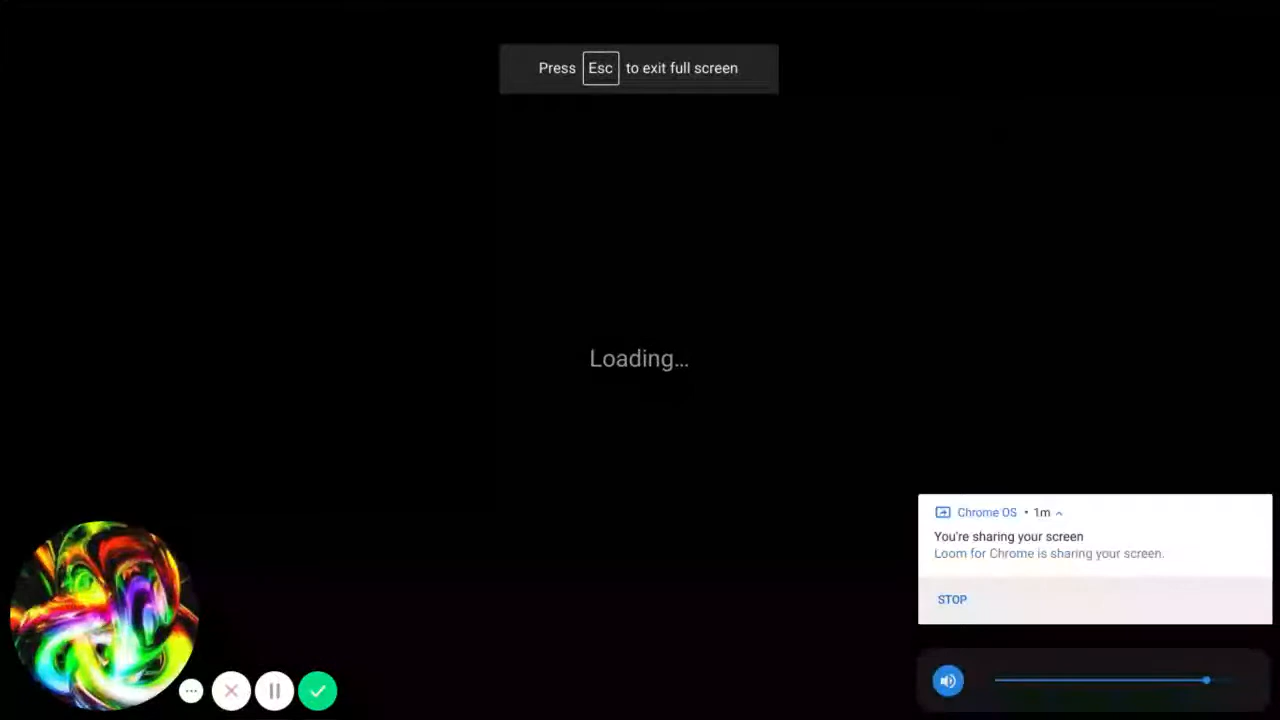 Press Esc to exit full screen
Loading...
Chrome OS • 1m
You're sharing your screen
Loom for Chrome is sharing your screen.
STOP